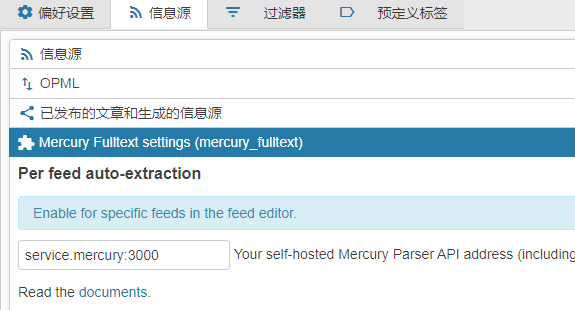 偏好设置 信息源 过滤器 预定义标签
信息源
OPML
已发布的文章和生成的信息源
Mercury Fulltext settings (mercury_fulltext)
Per feed auto-extraction
Enable for specific feeds in the feed editor.
service.mercury:3000 Your self-hosted Mercury Parser API address (including
Read the documents.